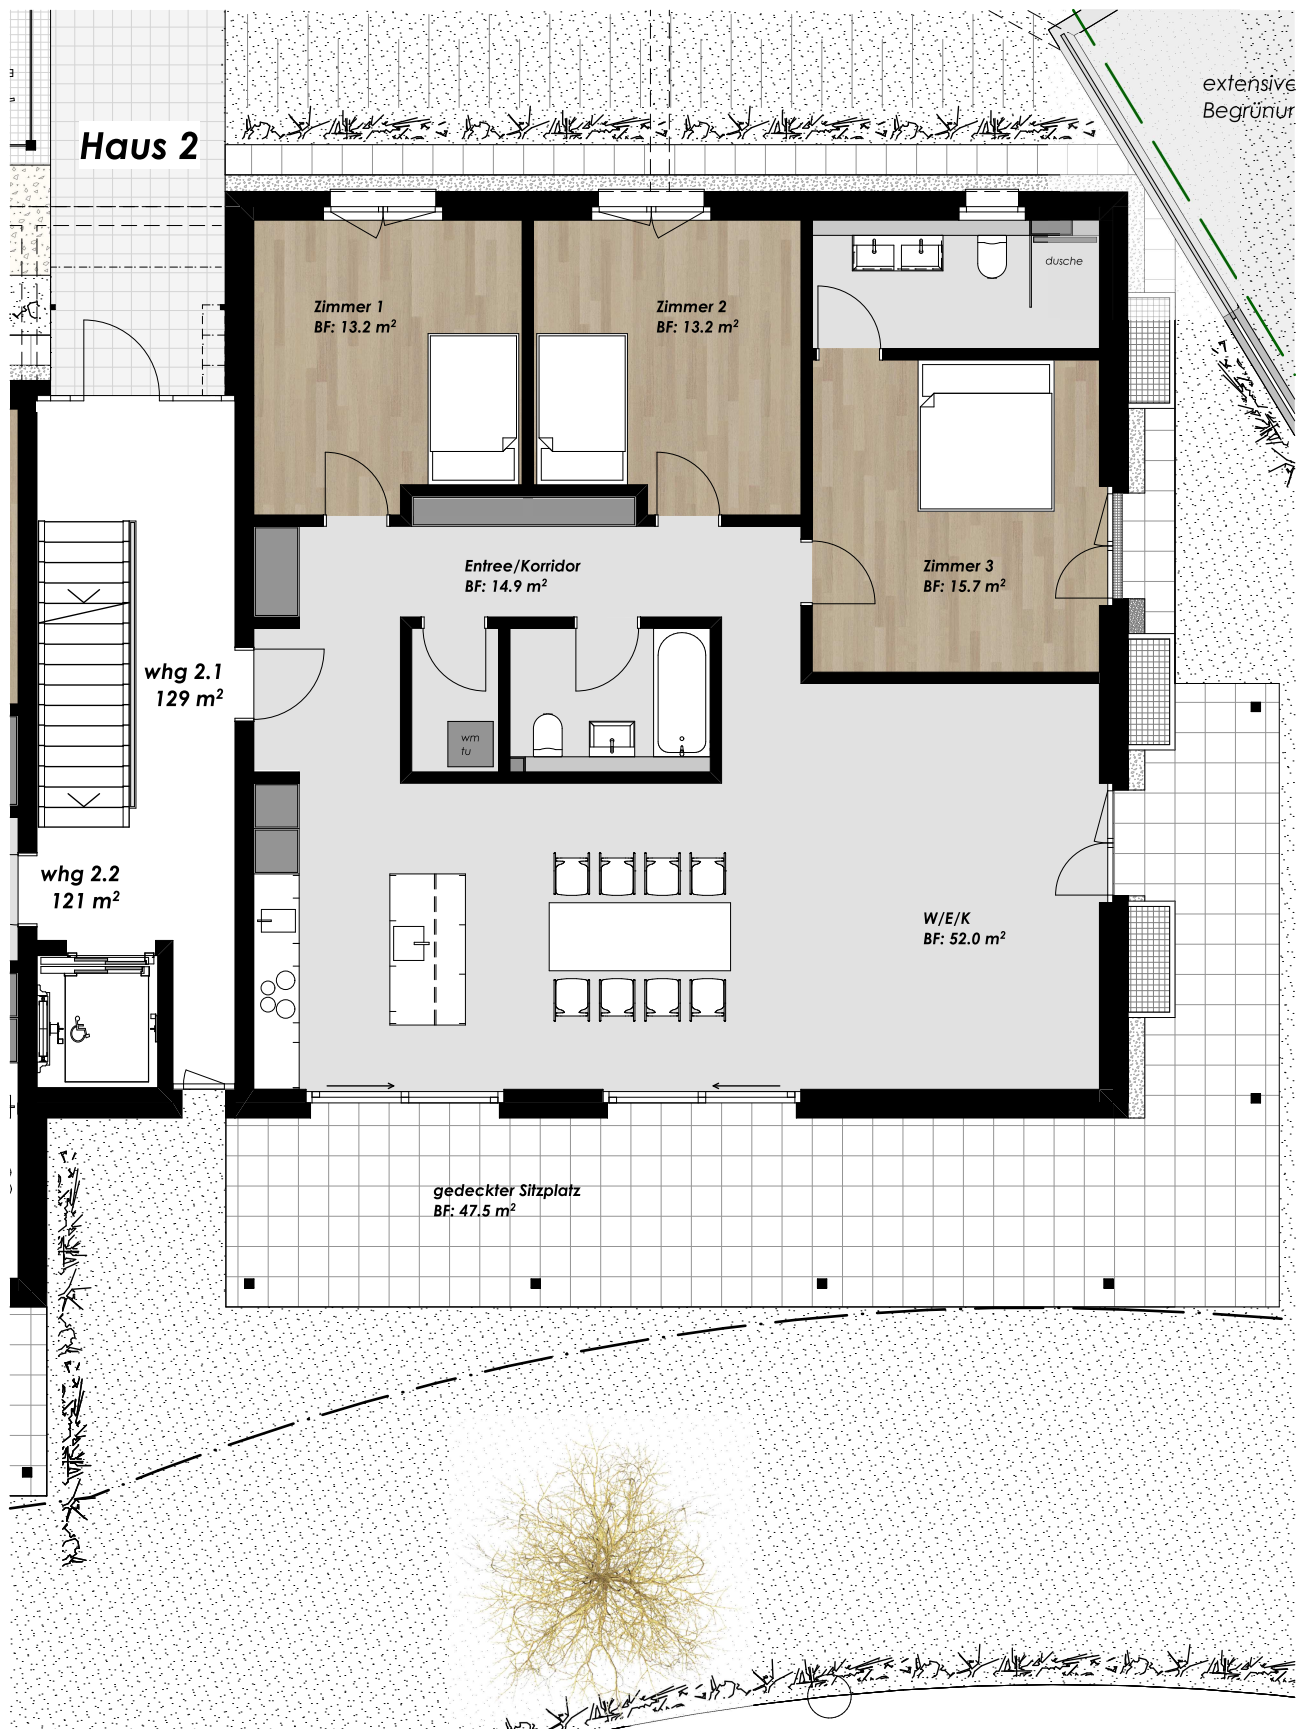 extensive
Begrünun
Haus 2
dusche
Zimmer 1
BF: 13.2 m²
Zimmer 2
BF: 13.2 m²
Entree/Korridor
BF: 14.9 m²
Zimmer 3
BF: 15.7 m²
whg 2.1
129 m²
wm
tu
whg 2.2
121 m²
W/E/K
BF: 52.0 m²
gedeckter Sitzplatz
BF: 47.5 m²